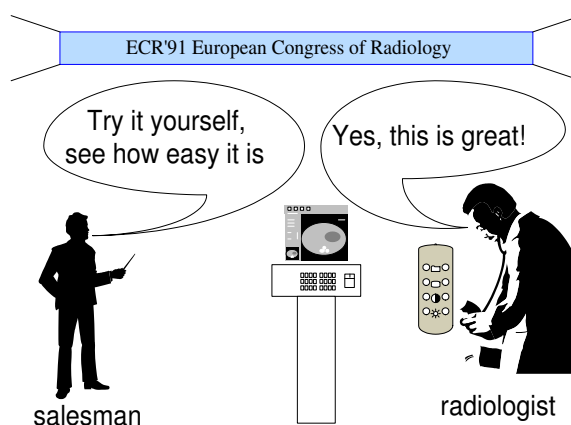 ECR'91 European Congress of Radiology
Try it yourself,
see how easy it is
Yes, this is great!
salesman
radiologist